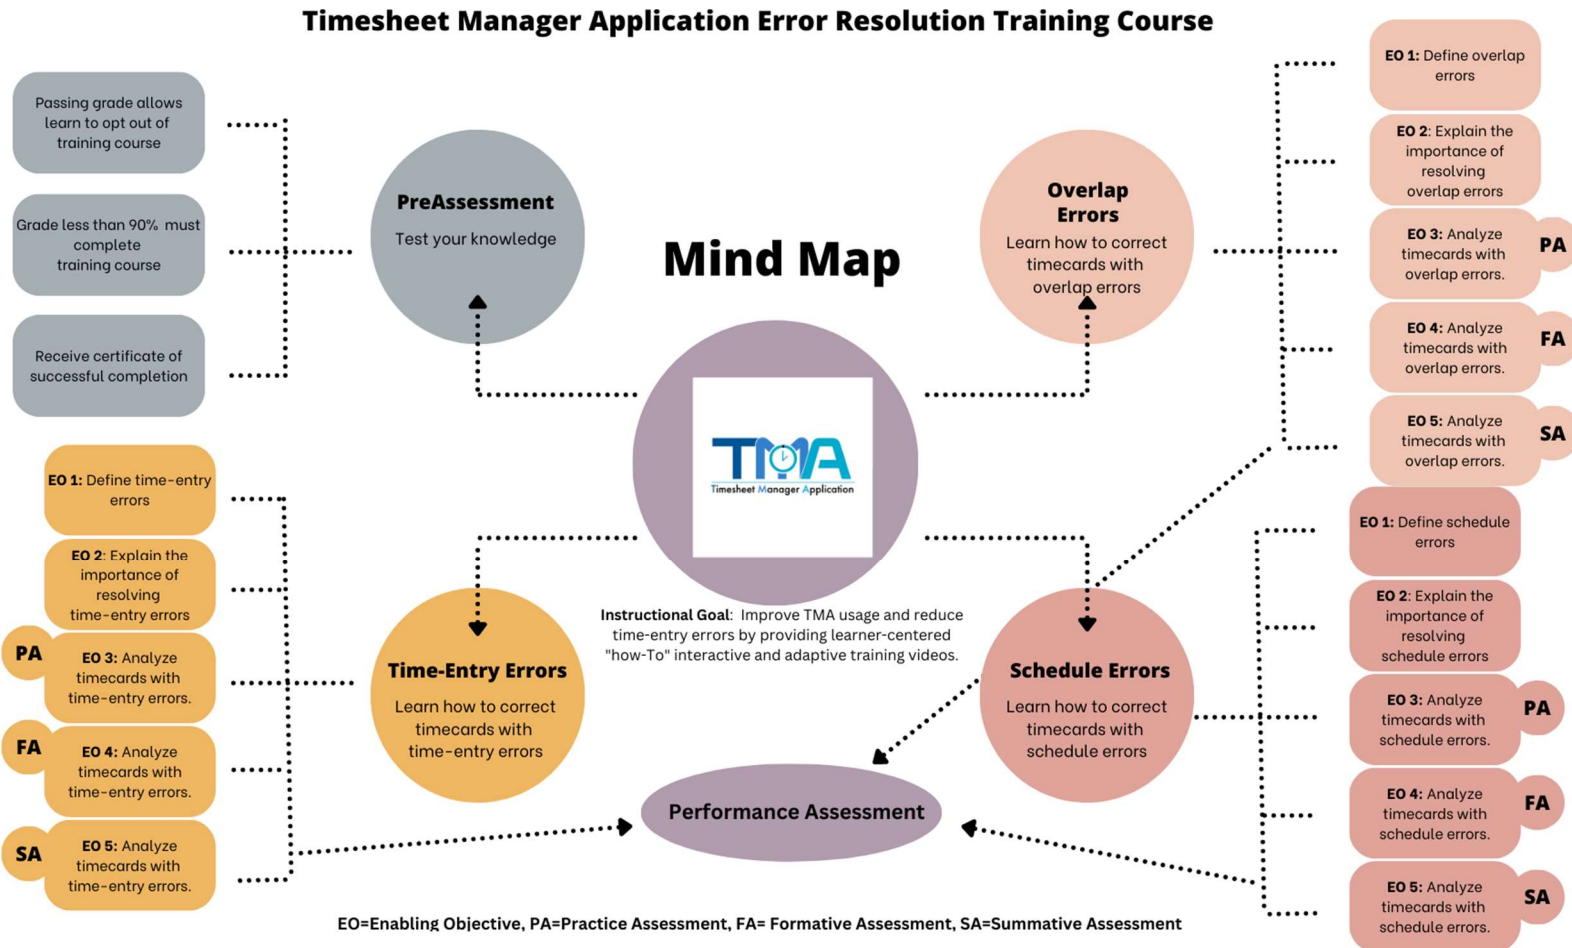 Timesheet Manager Application Error Resolution Training Course
Passing grade allows
learn to opt out of
training course
Grade less than 90% must
complete
training course
Receive certificate of
successful completion
PreAssessment
Test your knowledge
Mind Map
Overlap
Errors
Learn how to correct
timecards with
overlap errors
EO 1: Define overlap
errors
EO 2: Explain the
importance of
resolving
overlap errors
EO 3: Analyze
timecards with
overlap errors.
PA
EO 4: Analyze
timecards with
overlap errors.
FA
EO 5: Analyze
timecards with
overlap errors.
SA
TMA
Timesheet Manager Application
Instructional Goal: Improve TMA usage and reduce
time-entry errors by providing learner-centered
"how-To" interactive and adaptive training videos.
EO 1: Define time-entry
errors
EO 2: Explain the
importance of
resolving
time-entry errors
PA
EO 3: Analyze
timecards with
time-entry errors.
FA
EO 4: Analyze
timecards with
time-entry errors.
SA
EO 5: Analyze
timecards with
time-entry errors.
Time-Entry Errors
Learn how to correct
timecards with
time-entry errors
Schedule Errors
Learn how to correct
timecards with
schedule errors
EO 1: Define schedule
errors
EO 2: Explain the
importance of
resolving
schedule errors
EO 3: Analyze
timecards with
schedule errors.
PA
EO 4: Analyze
timecards with
schedule errors.
FA
EO 5: Analyze
timecards with
schedule errors.
SA
Performance Assessment
EO=Enabling Objective, PA=Practice Assessment, FA= Formative Assessment, SA=Summative Assessment